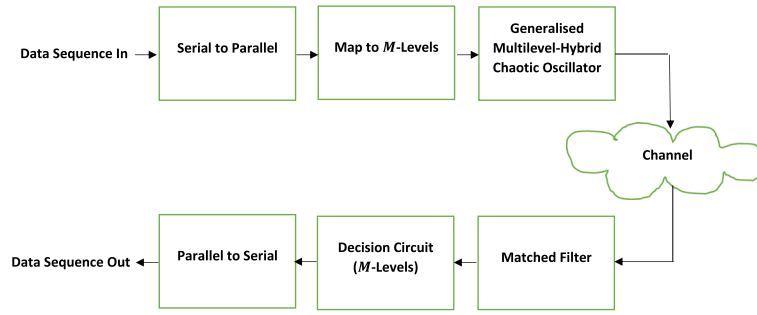 Data Sequence In
Serial to Parallel
Map to M-Levels
Generalised
Multilevel-Hybrid
Chaotic Oscillator
Channel
Data Sequence Out
Parallel to Serial
Decision Circuit
(M-Levels)
Matched Filter